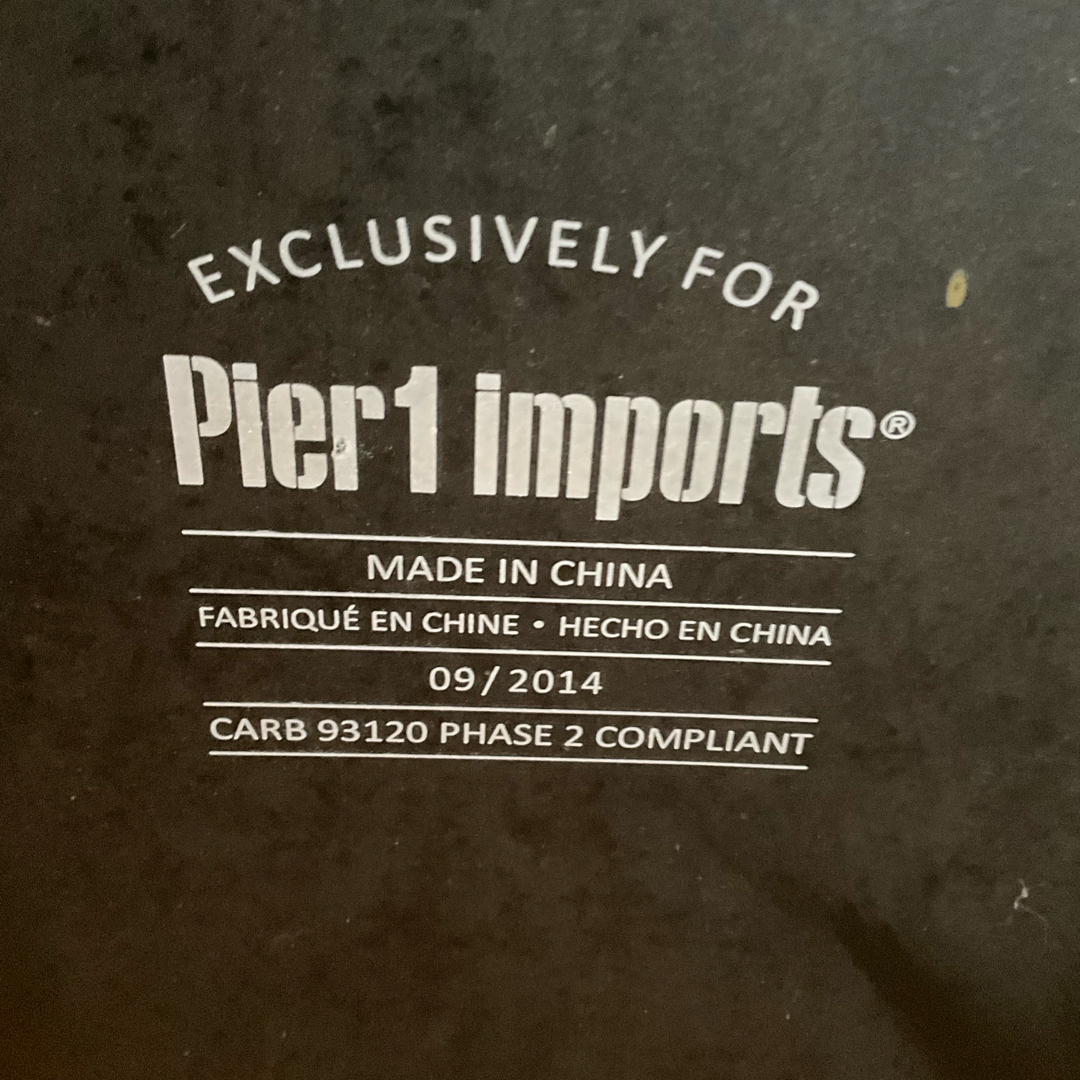 EXCLUSIVELY FOR
Pier1 imports®
MADE IN CHINA
FABRIQUÉ EN CHINE • HECHO EN CHINA
09/2014
CARB 93120 PHASE 2 COMPLIANT